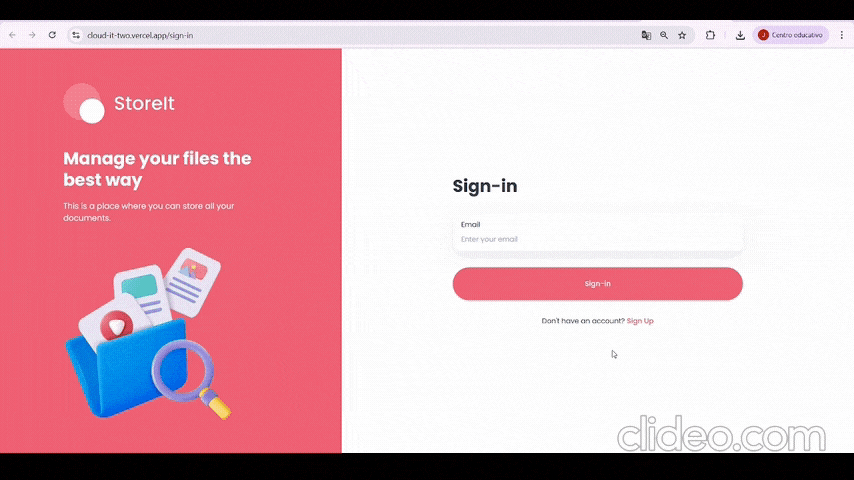 cloud-it-two.vercel.app/sign-in
J
Centro educativo
StoreIt
Manage your files the
best way
This is a place where you can store all your
documents.
Sign-in
Email
Enter your email
Sign-in
Don't have an account? Sign Up
clideo.com